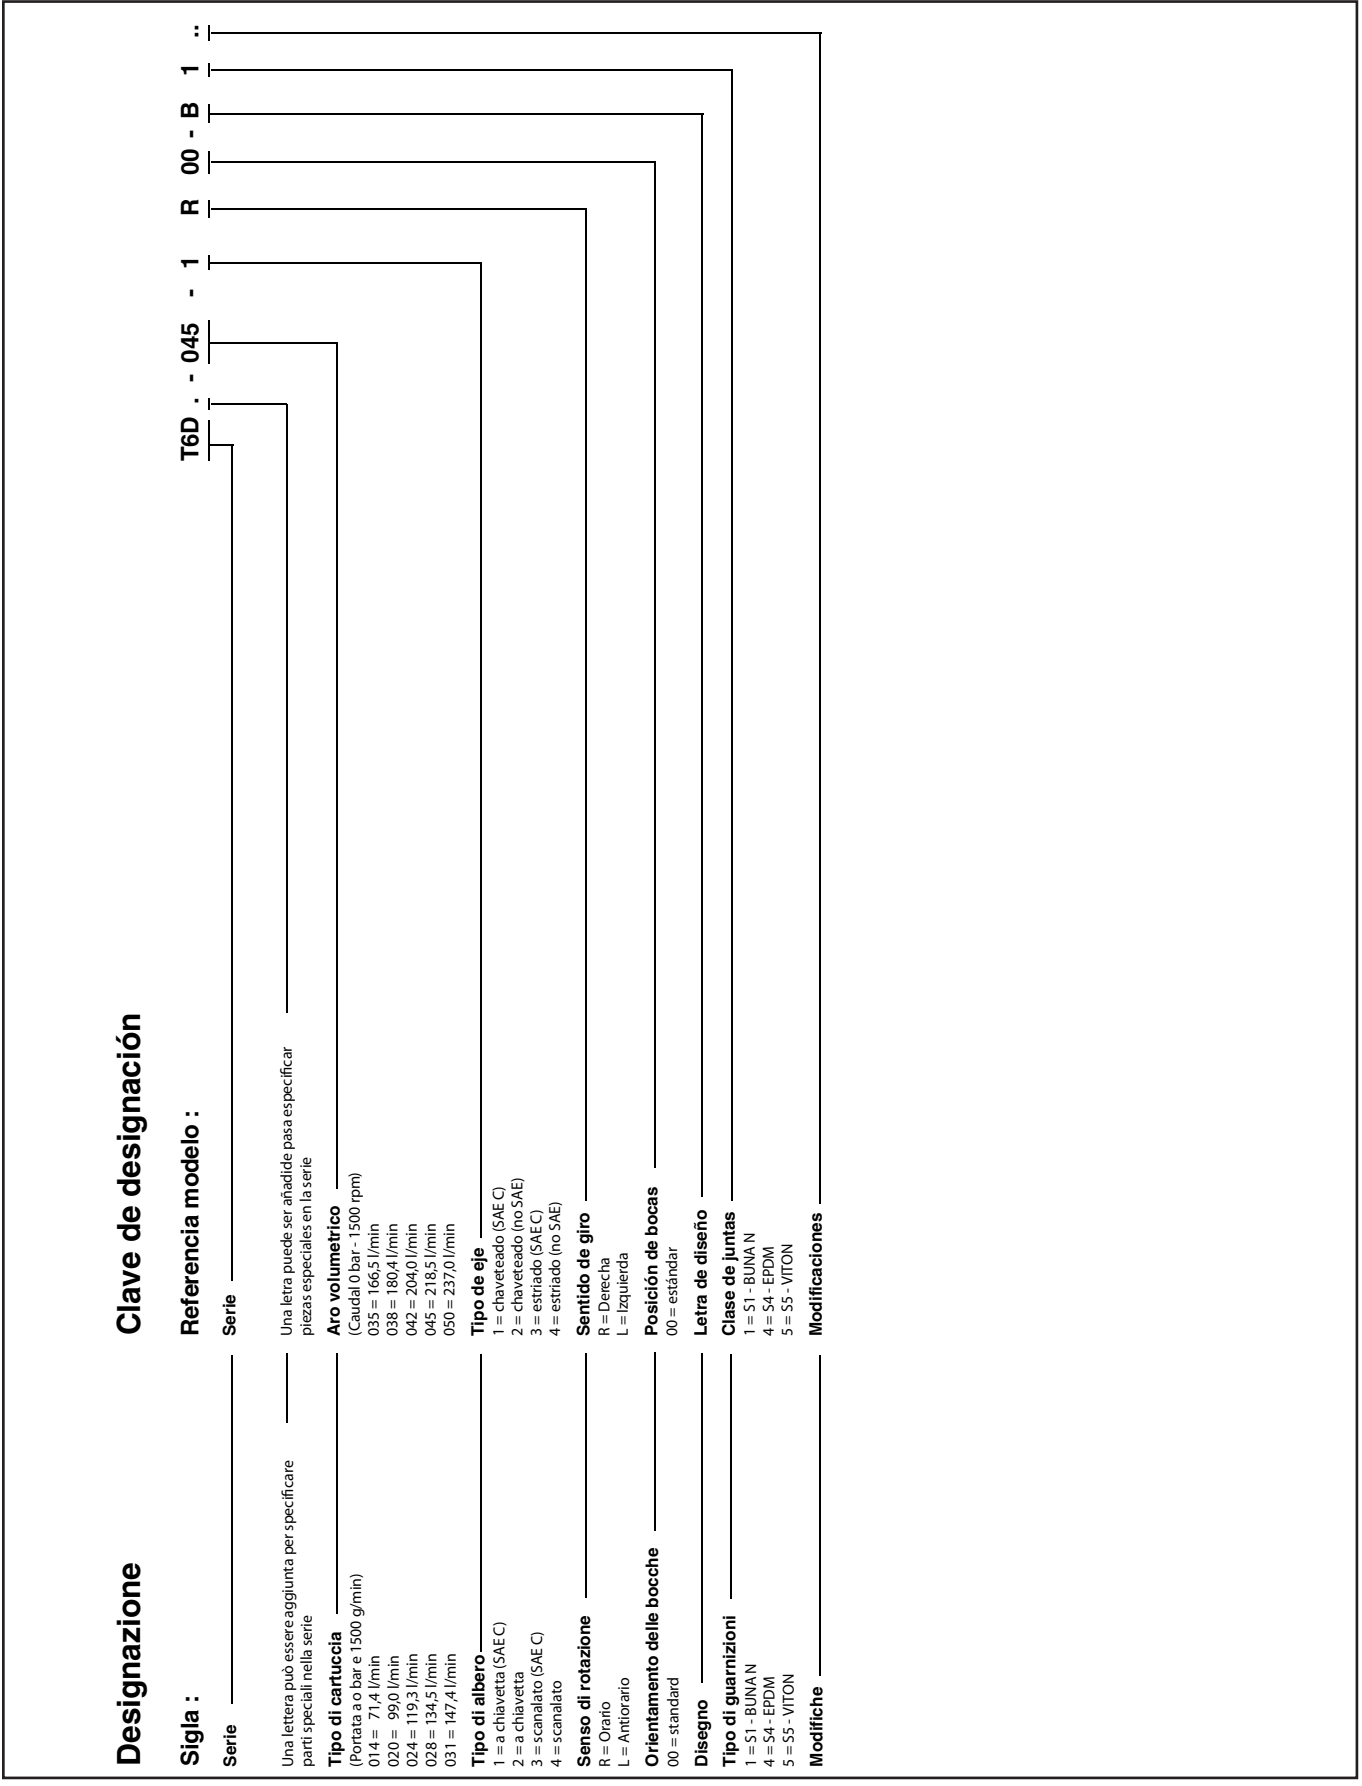 Designazione Clave de designación
Sigla : Referencia modelo : T6D . - 045 - 1 R 00 - B 1 ..
Serie Serie
Una lettera può essere aggiunta per specificare Una letra puede ser añadide pasa especificar
parti speciali nella serie piezas especiales en la serie
Tipo di cartuccia Aro volumetrico
(Portata a o bar e 1500 g/min) (Caudal 0 bar - 1500 rpm)
014 = 71,4 l/min 035 = 166,5 l/min
020 = 99,0 l/min 038 = 180,4 l/min
024 = 119,3 l/min 042 = 204,0 l/min
028 = 134,5 l/min 045 = 218,5 l/min
031 = 147,4 l/min 050 = 237,0 l/min
Tipo di albero Tipo de eje
1 = a chiavetta (SAE C) 1 = chaveteado (SAE C)
2 = a chiavetta 2 = chaveteado (no SAE)
3 = scanalato (SAE C) 3 = estriado (SAE C)
4 = scanalato 4 = estriado (no SAE)
Senso di rotazione Sentido de giro
R = Orario R = Derecha
L = Antiorario L = Izquierda
Orientamento delle bocche Posición de bocas
00 = standard 00 = estándar
Disegno Letra de diseño
Tipo di guarnizioni Clase de juntas
1 = S1 - BUNA N 1 = S1 - BUNA N
4 = S4 - EPDM 4 = S4 - EPDM
5 = S5 - VITON 5 = S5 - VITON
Modifiche Modificaciones